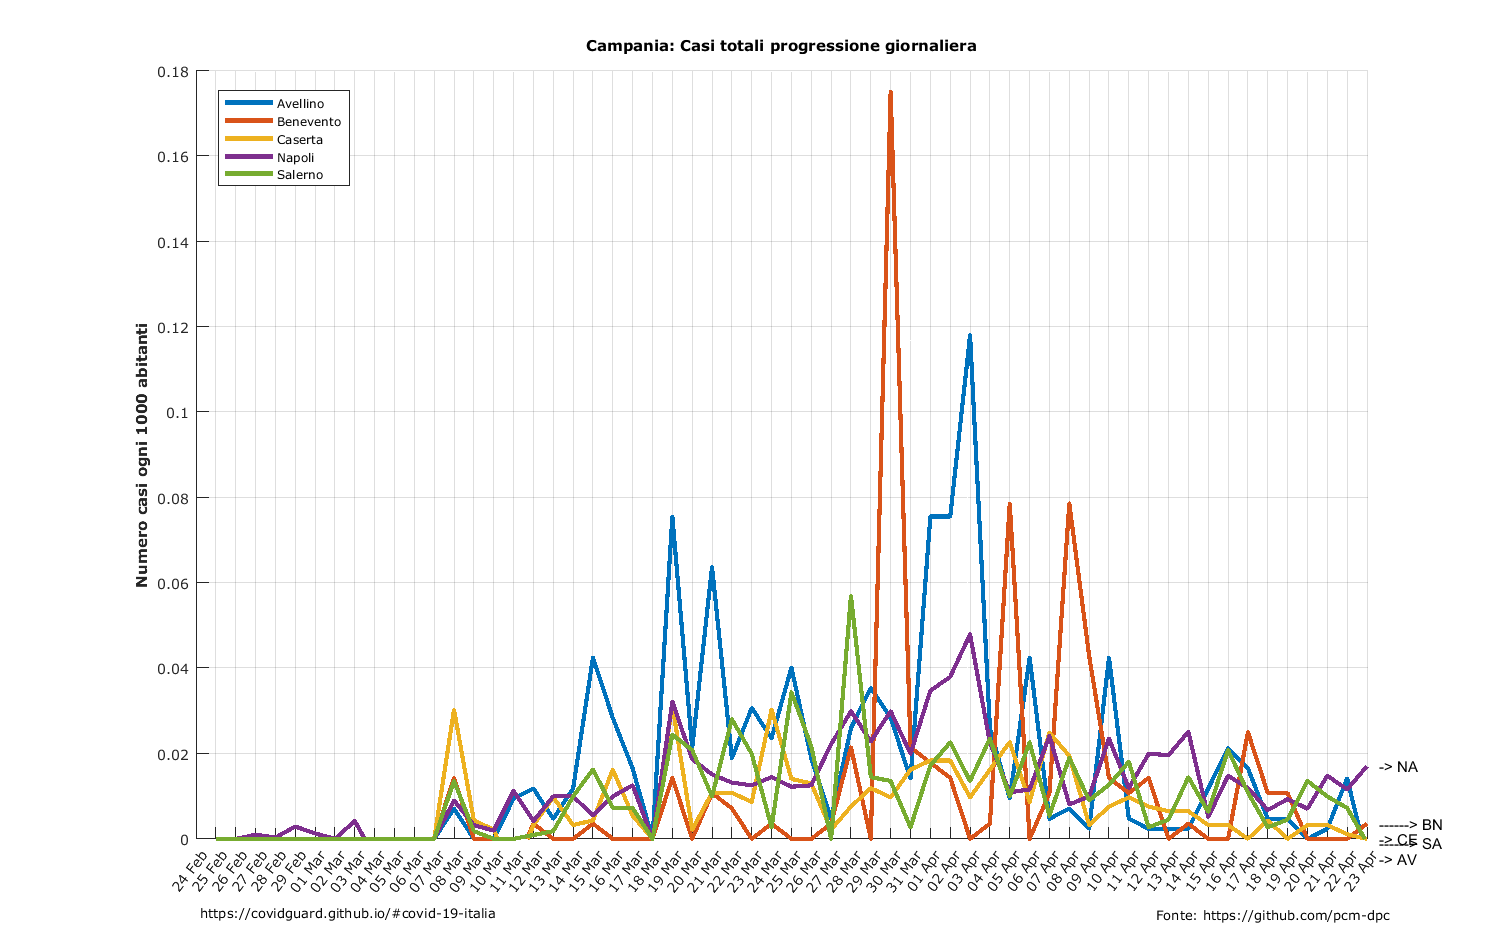 Campania: Casi totali progressione giornaliera
0.18
0.16
0.14
0.12
0.1
0.08
0.06
0.04
0.02
0
Numero casi ogni 1000 abitanti
Avellino
Benevento
Caserta
Napoli
Salerno
-> NA
------> BN
-> CE
------> SA
-> AV
24 Feb
25 Feb
26 Feb
27 Feb
28 Feb
29 Feb
01 Mar
02 Mar
03 Mar
04 Mar
05 Mar
06 Mar
07 Mar
08 Mar
09 Mar
10 Mar
11 Mar
12 Mar
13 Mar
14 Mar
15 Mar
16 Mar
17 Mar
18 Mar
19 Mar
20 Mar
21 Mar
22 Mar
23 Mar
24 Mar
25 Mar
26 Mar
27 Mar
28 Mar
29 Mar
30 Mar
31 Mar
01 Apr
02 Apr
03 Apr
04 Apr
05 Apr
06 Apr
07 Apr
08 Apr
09 Apr
10 Apr
11 Apr
12 Apr
13 Apr
14 Apr
15 Apr
16 Apr
17 Apr
18 Apr
19 Apr
20 Apr
21 Apr
22 Apr
23 Apr
https://covidguard.github.io/#covid-19-italia
Fonte: https://github.com/pcm-dpc